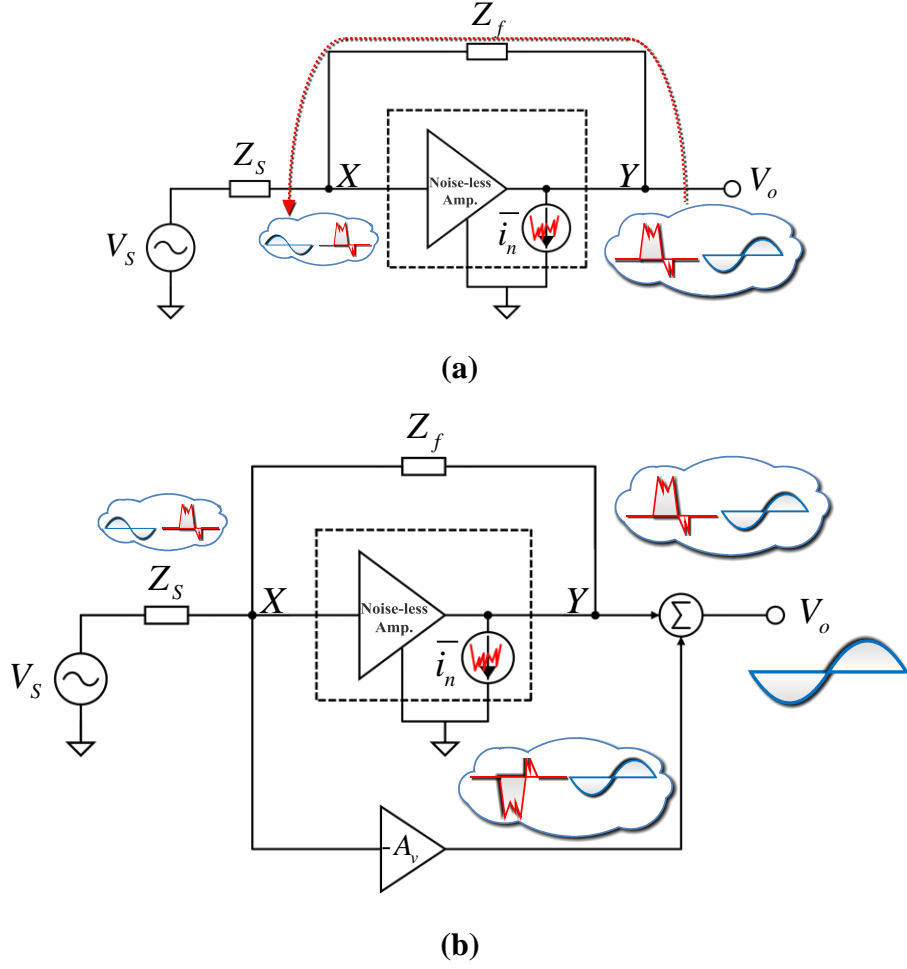 Z_f
Z_S X Noise-less Amp. Y V_o
V_S i_n
(a)
Z_f
Z_S X Noise-less Amp. Y Σ V_o
V_S i_n
-A_v
(b)